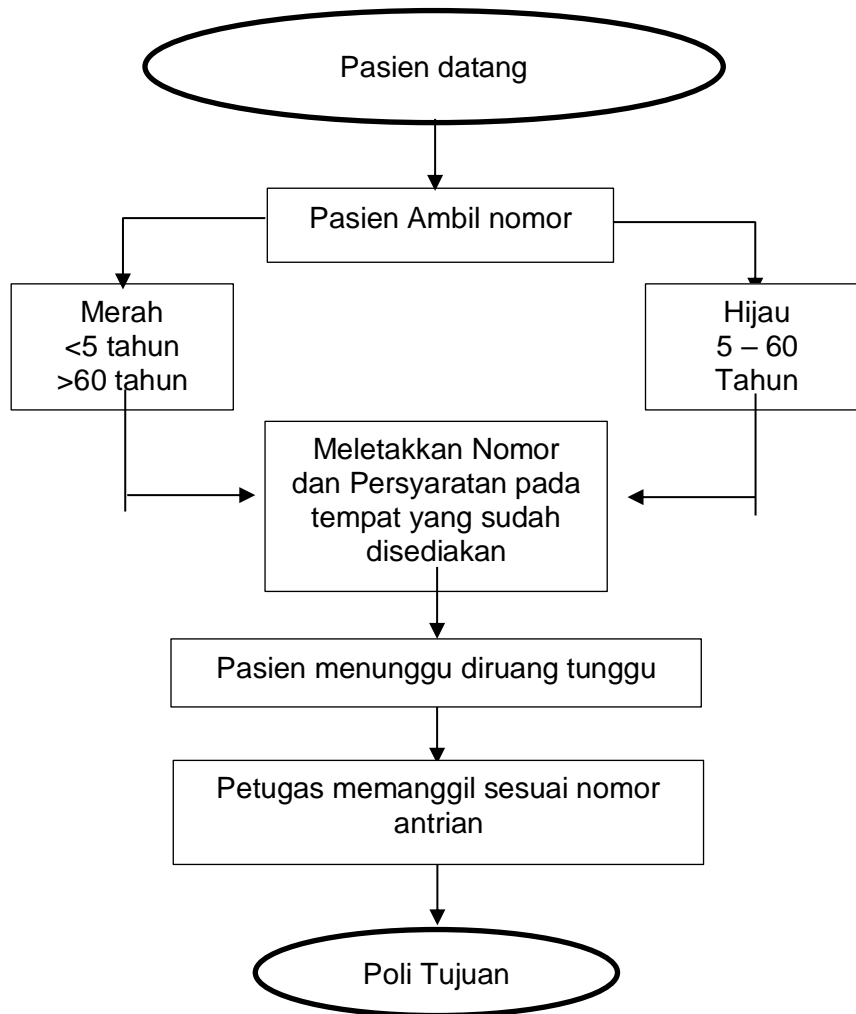 Pasien datang
Pasien Ambil nomor
Merah
<5 tahun
>60 tahun
Hijau
5 – 60
Tahun
Meletakkan Nomor
dan Persyaratan pada
tempat yang sudah
disediakan
Pasien menunggu diruang tunggu
Petugas memanggil sesuai nomor
antrian
Poli Tujuan